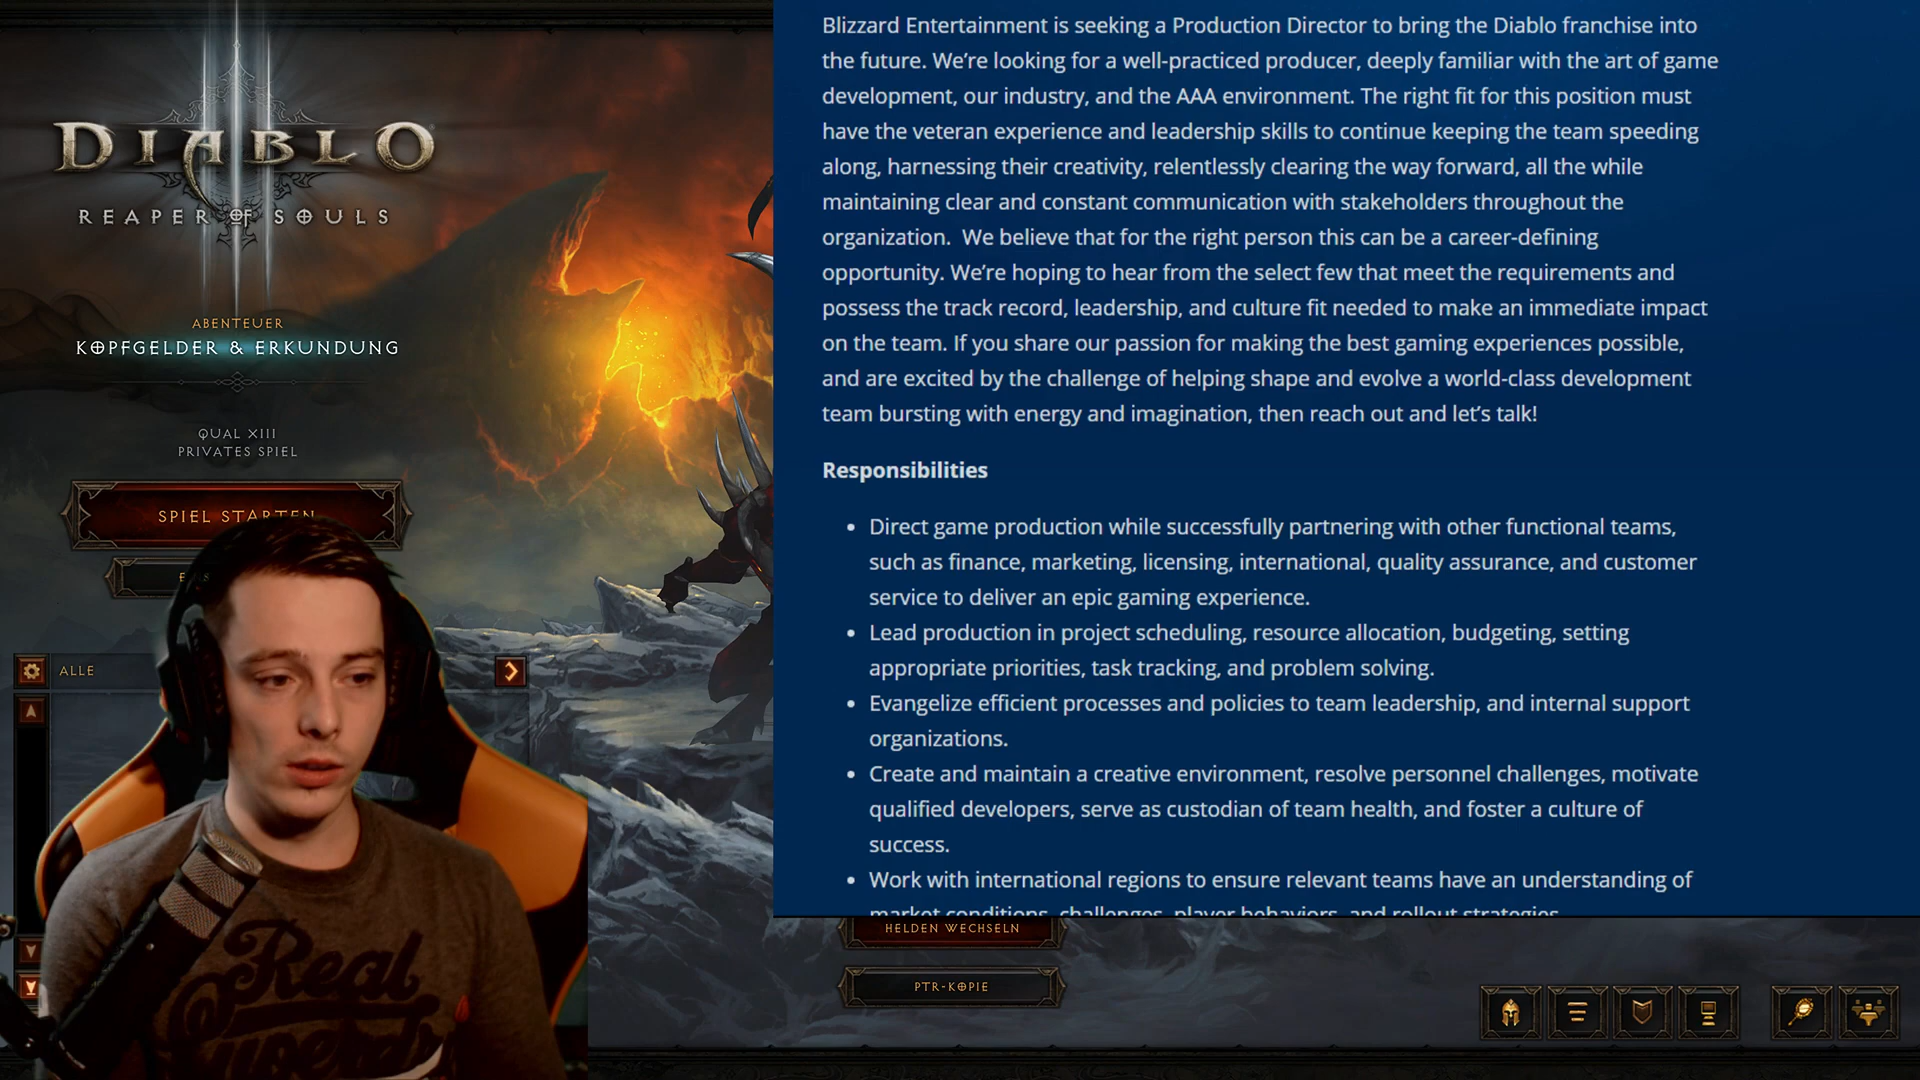 DIABLO
REAPER OF SOULS
ABENTEUER
KOPFGELDER & ERKUNDUNG
QUAL XIII
PRIVATES SPIEL
SPIEL STARTEN
ALLE
Real
Blizzard Entertainment is seeking a Production Director to bring the Diablo franchise into
the future. We’re looking for a well-practiced producer, deeply familiar with the art of game
development, our industry, and the AAA environment. The right fit for this position must
have the veteran experience and leadership skills to continue keeping the team speeding
along, harnessing their creativity, relentlessly clearing the way forward, all the while
maintaining clear and constant communication with stakeholders throughout the
organization.  We believe that for the right person this can be a career-defining
opportunity. We’re hoping to hear from the select few that meet the requirements and
possess the track record, leadership, and culture fit needed to make an immediate impact
on the team. If you share our passion for making the best gaming experiences possible,
and are excited by the challenge of helping shape and evolve a world-class development
team bursting with energy and imagination, then reach out and let’s talk!
Responsibilities
• Direct game production while successfully partnering with other functional teams,
such as finance, marketing, licensing, international, quality assurance, and customer
service to deliver an epic gaming experience.
• Lead production in project scheduling, resource allocation, budgeting, setting
appropriate priorities, task tracking, and problem solving.
• Evangelize efficient processes and policies to team leadership, and internal support
organizations.
• Create and maintain a creative environment, resolve personnel challenges, motivate
qualified developers, serve as custodian of team health, and foster a culture of
success.
• Work with international regions to ensure relevant teams have an understanding of
market conditions, challenges, player behaviors, and rollout strategies.
HELDEN WECHSELN
PTR-KOPIE